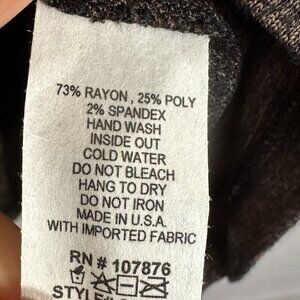 73% RAYON , 25% POLY
2% SPANDEX
HAND WASH
INSIDE OUT
COLD WATER
DO NOT BLEACH
HANG TO DRY
DO NOT IRON
MADE IN U.S.A.
WITH IMPORTED FABRIC
RN # 107876
STYLE#